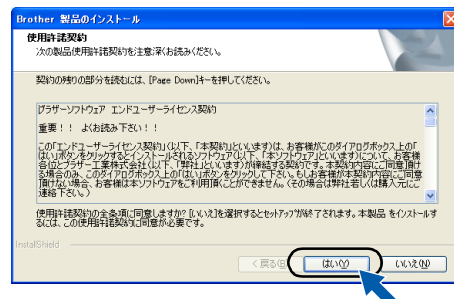 Brother 製品のインストール
使用許諾契約
次の製品使用許諾契約を注意深くお読みください。
契約の残りの部分を読むには、[Page Down]キーを押してください。
ブラザーソフトウェア エンドユーザーライセンス契約
重要!! よくお読み下さい!!
この「エンドユーザーライセンス契約」(以下、「本契約」といいます)は、お客様がこのダイアログボックス上の「
はい」ボタンをクリックするとインストールされるソフトウェア(以下、「本ソフトウェア」といいます)について、お客様
各位とブラザー工業株式会社(以下、「弊社」といいます)が締結する契約です。本契約内容にご同意頂け
る場合のみ、このダイアログボックス上の「はい」ボタンをクリックして下さい。もしお客様が本契約内容にご同意
頂けない場合、お客様は本ソフトウェアをご利用頂くことができません。(その場合は弊社若しくは購入元にご
連絡下さい。)
使用許諾契約の全条項に同意しますか? [いいえ]を選択するとセットアップが終了されます。本製品 をインストールす
るには、この使用許諾契約に同意が必要です。
InstallShield
< 戻る(B) はい(Y) いいえ(N)